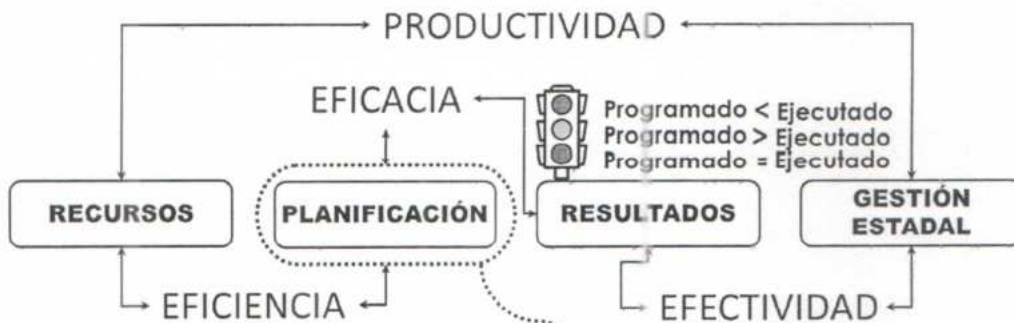 PRODUCTIVIDAD
EFICACIA
Programado < Ejecutado
Programado > Ejecutado
Programado = Ejecutado
RECURSOS
PLANIFICACIÓN
RESULTADOS
GESTIÓN
ESTADAL
EFICIENCIA
EFECTIVIDAD